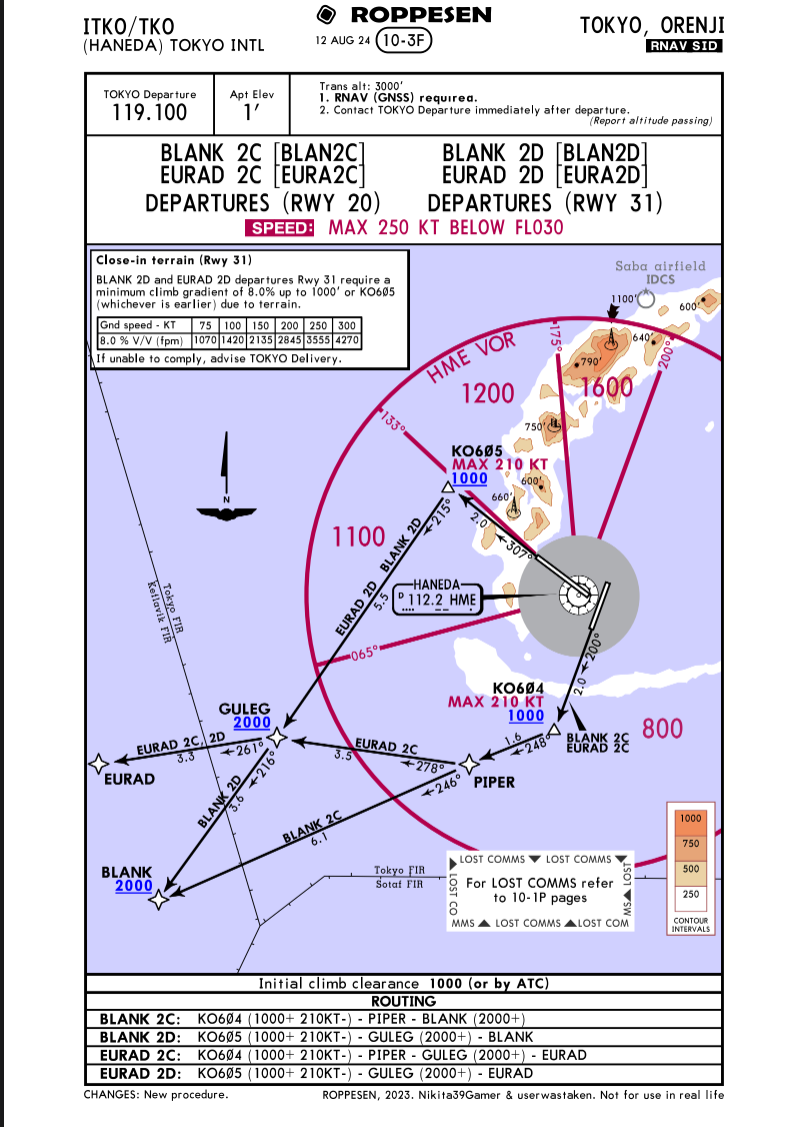 ITKO/TKO
(HANEDA) TOKYO INTL
ROPPESEN
12 AUG 24 10-3F
TOKYO, ORENJI
RNAV SID
TOKYO Departure
119.100
Apt Elev
1'
Trans alt: 3000'
1. RNAV (GNSS) required.
2. Contact TOKYO Departure immediately after departure.
(Report altitude passing)
BLANK 2C [BLAN2C]
EURAD 2C [EURA2C]
DEPARTURES (RWY 20)
BLANK 2D [BLAN2D]
EURAD 2D [EURA2D]
DEPARTURES (RWY 31)
SPEED: MAX 250 KT BELOW FL030
Close-in terrain (Rwy 31)
BLANK 2D and EURAD 2D departures Rwy 31 require a
minimum climb gradient of 8.0% up to 1000' or KO6Ø5
(whichever is earlier) due to terrain.
Gnd speed - KT 75 100 150 200 250 300
8.0 % V/V (fpm) 1070 1420 2135 2845 3555 4270
If unable to comply, advise TOKYO Delivery.
Saba airfield
IDCS
1100'
600'
640'
790'
175°
200°
HME VOR
1200
1600
133°
750'
KO6Ø5
MAX 210 KT
1000
600'
660'
N
215°
2.0
307°
1100
EURAD 2D BLANK 2D
5.5
HANEDA
D 112.2 HME
Tokyo FIR
Keflavik FIR
065°
200°
2.0
KO6Ø4
MAX 210 KT
1000
800
BLANK 2C
EURAD 2C
GULEG
2000
EURAD 2C, 2D
3.3
261°
EURAD
EURAD 2C
3.5
278°
1.6
248°
PIPER
246°
216°
BLANK 2D
3.6
BLANK 2C
6.1
BLANK
2000
Tokyo FIR
Sotaf FIR
LOST COMMS LOST COMMS
LOST CO
LOST
For LOST COMMS refer
to 10-1P pages
MS
MMS LOST COMMS LOST COM
1000
750
500
250
CONTOUR
INTERVALS
Initial climb clearance 1000 (or by ATC)
ROUTING
BLANK 2C: KO6Ø4 (1000+ 210KT-) - PIPER - BLANK (2000+)
BLANK 2D: KO6Ø5 (1000+ 210KT-) - GULEG (2000+) - BLANK
EURAD 2C: KO6Ø4 (1000+ 210KT-) - PIPER - GULEG (2000+) - EURAD
EURAD 2D: KO6Ø5 (1000+ 210KT-) - GULEG (2000+) - EURAD
CHANGES: New procedure.
ROPPESEN, 2023. Nikita39Gamer & userwastaken. Not for use in real life